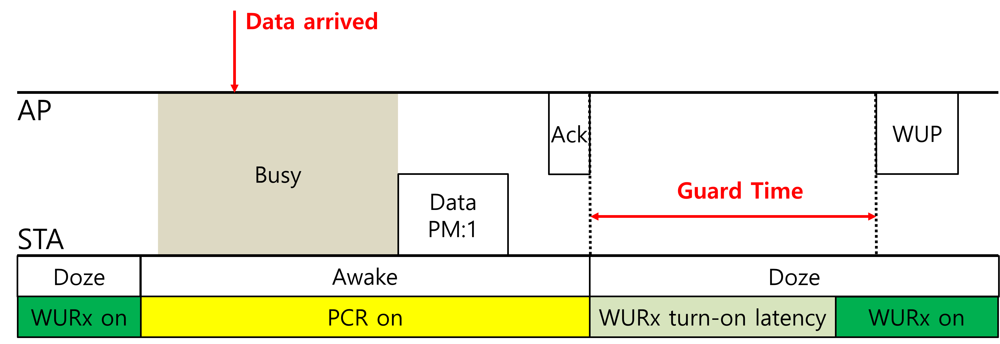 Data arrived
AP
Ack
WUP
Busy
Guard Time
Data
PM:1
STA
Doze
Awake
Doze
WURx on
PCR on
WURx turn-on latency
WURx on